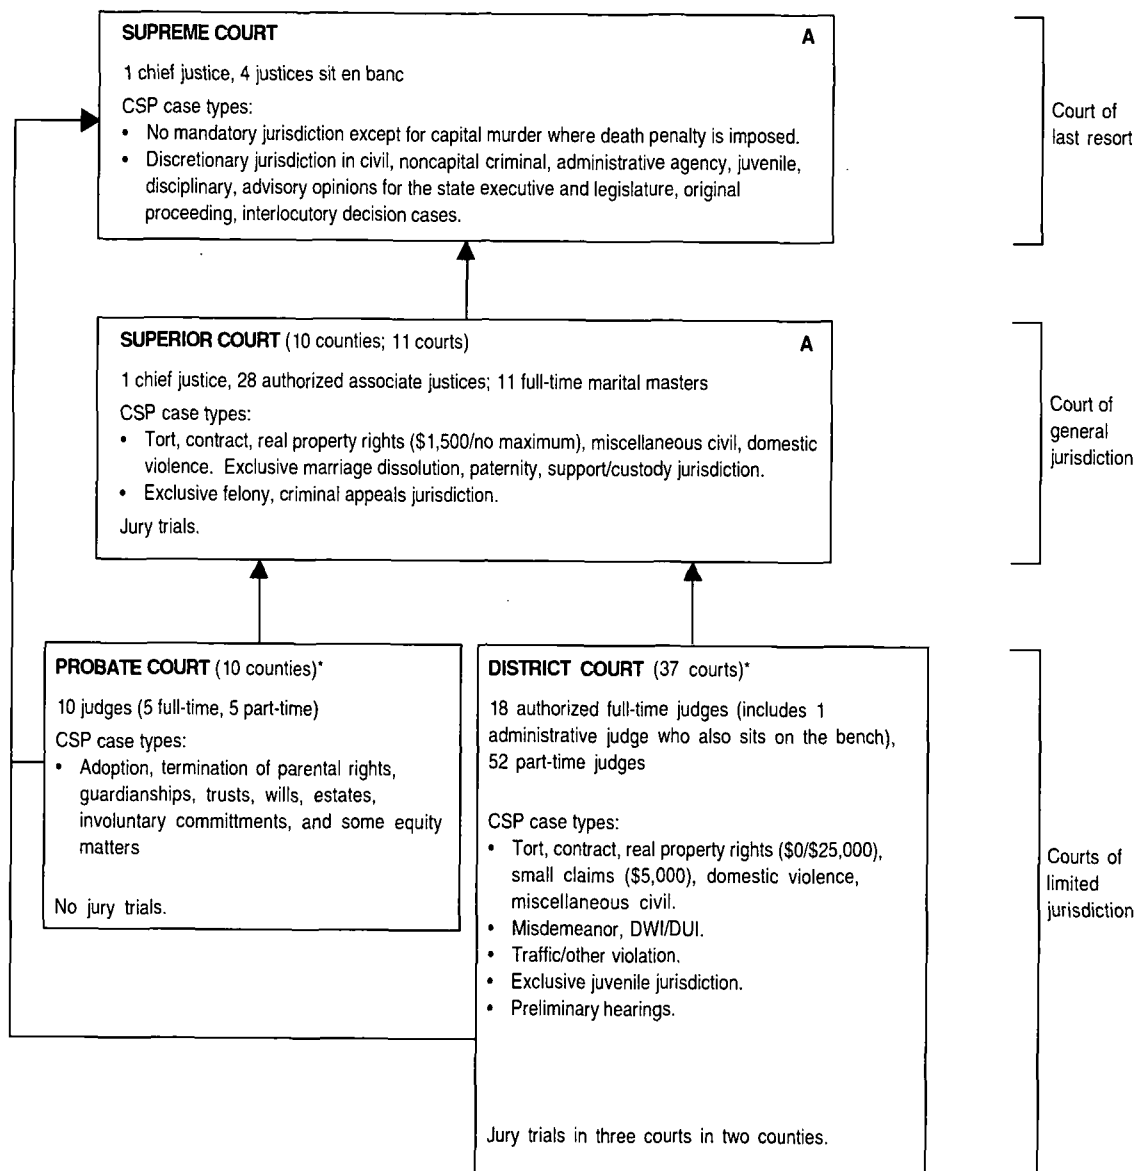 SUPREME COURT A
1 chief justice, 4 justices sit en banc
CSP case types:
• No mandatory jurisdiction except for capital murder where death penalty is imposed.
• Discretionary jurisdiction in civil, noncapital criminal, administrative agency, juvenile,
disciplinary, advisory opinions for the state executive and legislature, original
proceeding, interlocutory decision cases.
Court of
last resort
SUPERIOR COURT (10 counties; 11 courts) A
1 chief justice, 28 authorized associate justices; 11 full-time marital masters
CSP case types:
• Tort, contract, real property rights ($1,500/no maximum), miscellaneous civil, domestic
violence. Exclusive marriage dissolution, paternity, support/custody jurisdiction.
• Exclusive felony, criminal appeals jurisdiction.
Jury trials.
Court of
general
jurisdiction
PROBATE COURT (10 counties)*
10 judges (5 full-time, 5 part-time)
CSP case types:
• Adoption, termination of parental rights,
guardianships, trusts, wills, estates,
involuntary committments, and some equity
matters
No jury trials.
DISTRICT COURT (37 courts)*
18 authorized full-time judges (includes 1
administrative judge who also sits on the bench),
52 part-time judges
CSP case types:
• Tort, contract, real property rights ($0/$25,000),
small claims ($5,000), domestic violence,
miscellaneous civil.
• Misdemeanor, DWI/DUI.
• Traffic/other violation.
• Exclusive juvenile jurisdiction.
• Preliminary hearings.
Jury trials in three courts in two counties.
Courts of
limited
jurisdiction